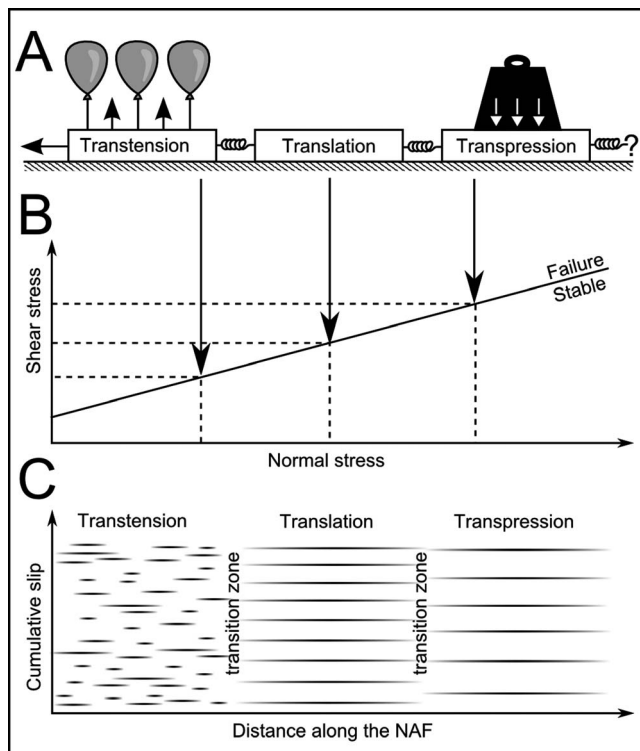 A
Transtension
Translation
Transpression
?
B
Shear stress
Failure
Stable
Normal stress
C
Transtension
Translation
Transpression
Cumulative slip
transition zone
transition zone
Distance along the NAF